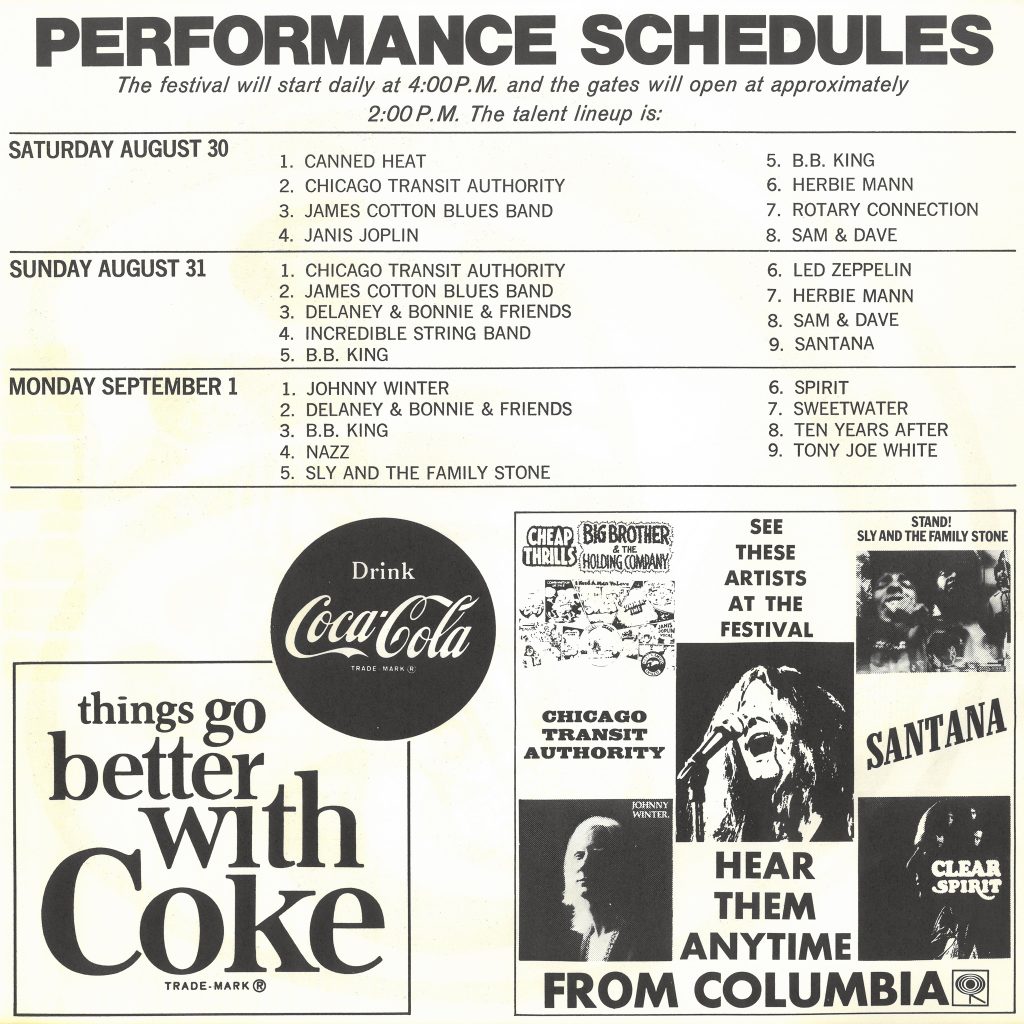 PERFORMANCE SCHEDULES
The festival will start daily at 4:00 P.M. and the gates will open at approximately
2:00 P.M. The talent lineup is:
SATURDAY AUGUST 30
1. CANNED HEAT
2. CHICAGO TRANSIT AUTHORITY
3. JAMES COTTON BLUES BAND
4. JANIS JOPLIN
5. B.B. KING
6. HERBIE MANN
7. ROTARY CONNECTION
8. SAM & DAVE
SUNDAY AUGUST 31
1. CHICAGO TRANSIT AUTHORITY
2. JAMES COTTON BLUES BAND
3. DELANEY & BONNIE & FRIENDS
4. INCREDIBLE STRING BAND
5. B.B. KING
6. LED ZEPPELIN
7. HERBIE MANN
8. SAM & DAVE
9. SANTANA
MONDAY SEPTEMBER 1
1. JOHNNY WINTER
2. DELANEY & BONNIE & FRIENDS
3. B.B. KING
4. NAZZ
5. SLY AND THE FAMILY STONE
6. SPIRIT
7. SWEETWATER
8. TEN YEARS AFTER
9. TONY JOE WHITE
Drink
Coca-Cola
TRADE-MARK ®
things go
better
with
Coke
TRADE-MARK ®
CHEAP
THRILLS
BIG BROTHER
& THE
HOLDING COMPANY
SEE
THESE
ARTISTS
AT THE
FESTIVAL
STAND!
SLY AND THE FAMILY STONE
CHICAGO
TRANSIT
AUTHORITY
SANTANA
JOHNNY
WINTER.
CLEAR
SPIRIT
HEAR
THEM
ANYTIME
FROM COLUMBIA